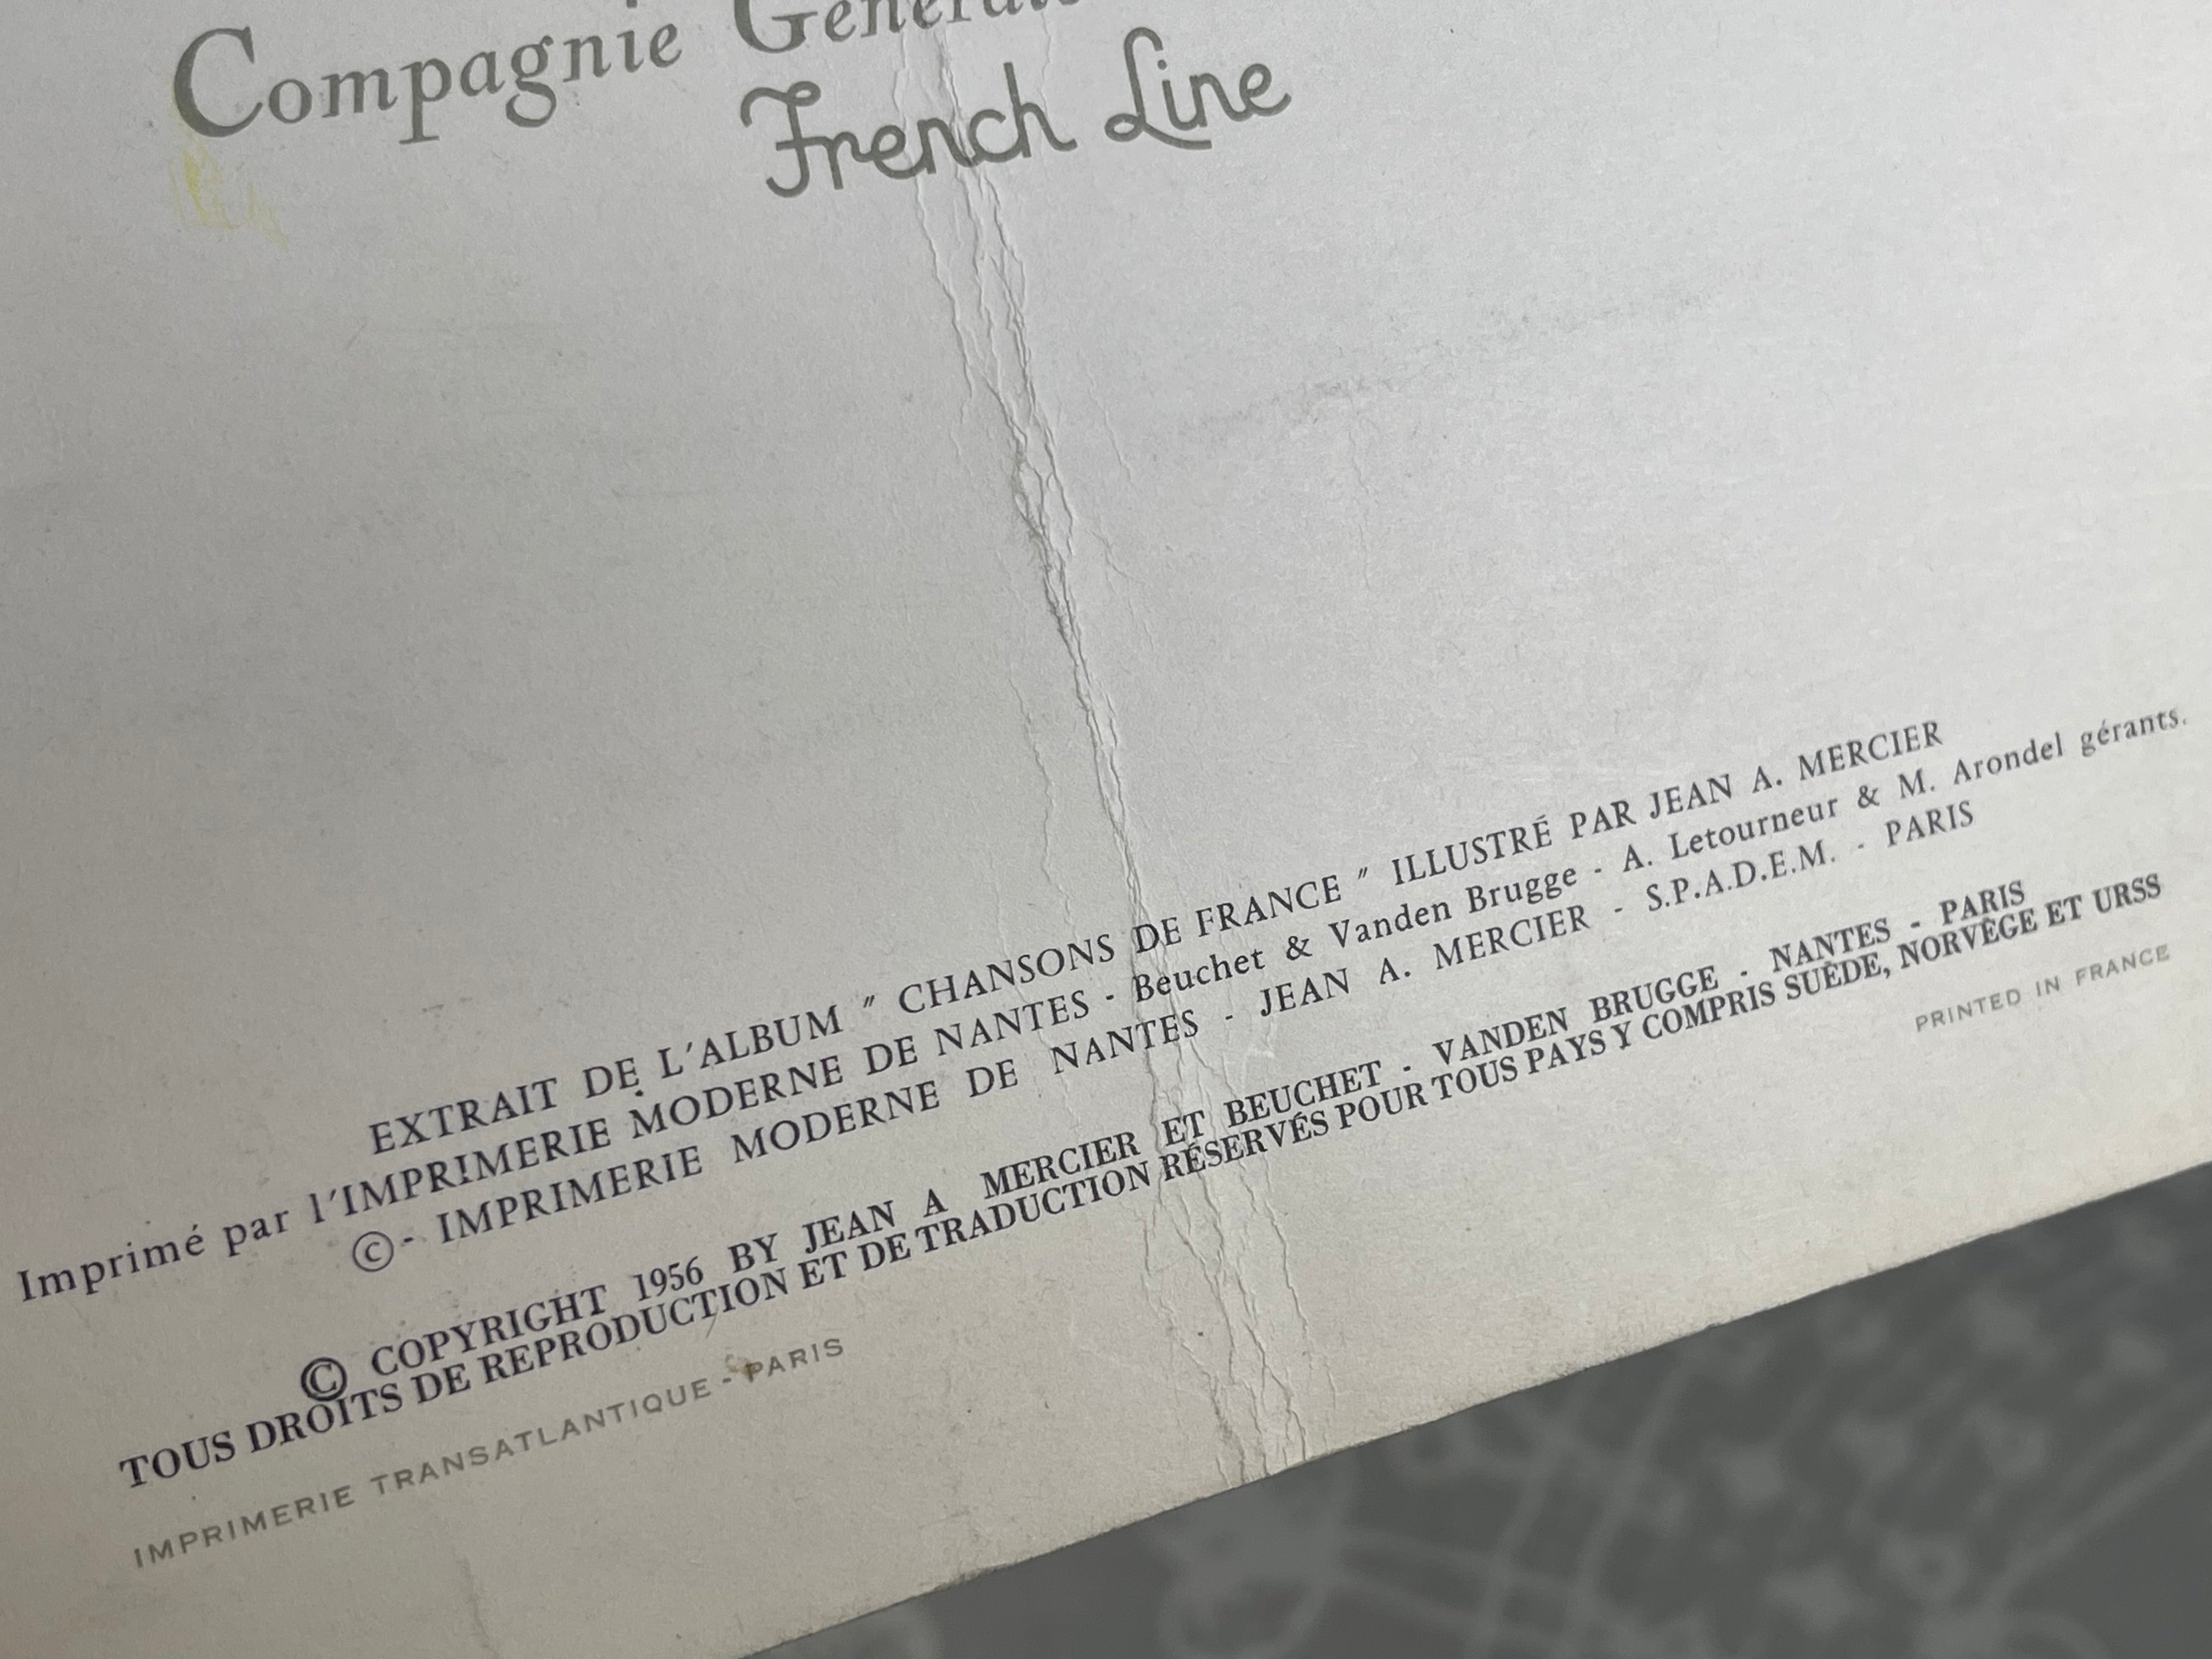 Compagnie Générale
French Line
EXTRAIT DE L'ALBUM " CHANSONS DE FRANCE " ILLUSTRÉ PAR JEAN A. MERCIER
Imprimé par l'IMPRIMERIE MODERNE DE NANTES - Beuchet & Vanden Brugge - A. Letourneur & M. Arondel gérants.
© - IMPRIMERIE MODERNE DE NANTES - JEAN A. MERCIER - S.P.A.D.E.M. - PARIS
© COPYRIGHT 1956 BY JEAN A MERCIER ET BEUCHET - VANDEN BRUGGE - NANTES - PARIS
TOUS DROITS DE REPRODUCTION ET DE TRADUCTION RÉSERVÉS POUR TOUS PAYS Y COMPRIS SUÈDE, NORVÈGE ET URSS
IMPRIMERIE TRANSATLANTIQUE - PARIS
PRINTED IN FRANCE